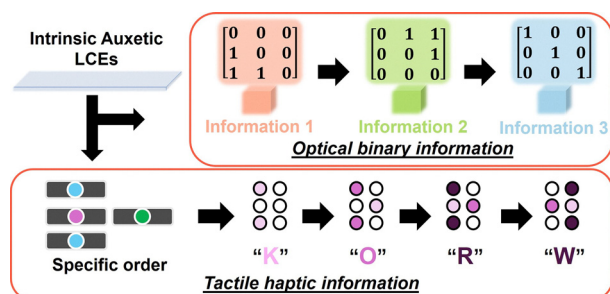 Intrinsic Auxetic
LCEs
0 0 0
1 0 0
1 1 0
0 1 1
0 0 1
0 0 0
1 0 0
0 1 0
0 0 1
Information 1
Information 2
Information 3
Optical binary information
Specific order
“K”
“O”
“R”
“W”
Tactile haptic information